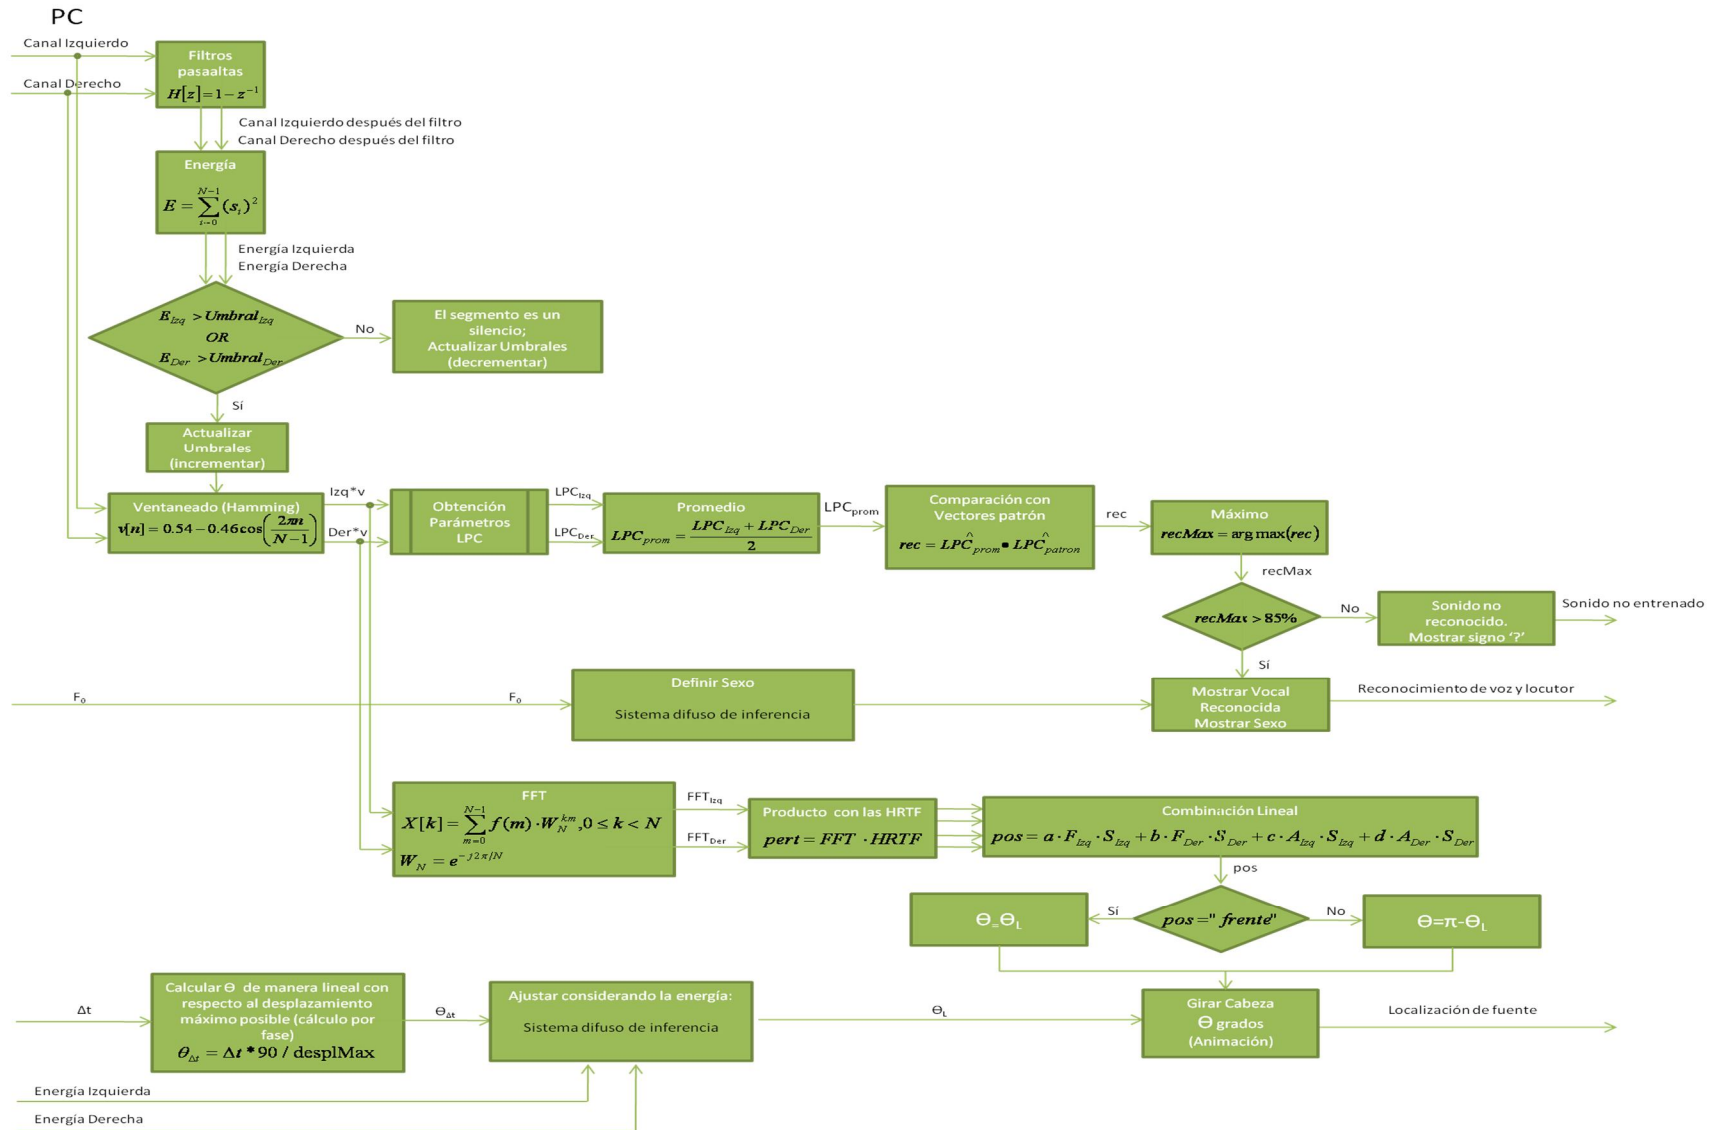 PC
Canal Izquierdo
Canal Derecho
Filtros
pasaaltas
H[z]=1-z⁻¹
Canal Izquierdo después del filtro
Canal Derecho después del filtro
Energía
E = ∑_{i=0}^{N-1} (s_i)²
Energía Izquierda
Energía Derecha
E_Izq > Umbral_Izq
OR
E_Der > Umbral_Der
No
El segmento es un
silencio;
Actualizar Umbrales
(decrementar)
Sí
Actualizar
Umbrales
(incrementar)
Ventaneado (Hamming)
v[n] = 0.54 - 0.46cos(2πn/(N-1))
Izq*v
Der*v
Obtención
Parámetros
LPC
LPC_Izq
LPC_Der
Promedio
LPC_prom = (LPC_Izq + LPC_Der)/2
LPC_prom
Comparación con
Vectores patrón
rec = LPĈ_prom ▪ LPĈ_patron
rec
Máximo
recMax = arg max(rec)
recMax
recMax > 85%
No
Sonido no
reconocido.
Mostrar signo ‘?’
Sonido no entrenado
Sí
F₀
F₀
Definir Sexo
Sistema difuso de inferencia
Mostrar Vocal
Reconocida
Mostrar Sexo
Reconocimiento de voz y locutor
FFT
X[k] = ∑_{m=0}^{N-1} f(m)·W_N^{km}, 0 ≤ k < N
W_N = e^{-j2π/N}
FFT_Izq
FFT_Der
Producto con las HRTF
pert = FFT · HRTF
Combinación Lineal
pos = a·F_Izq·S_Izq + b·F_Der·S_Der + c·A_Izq·S_Izq + d·A_Der·S_Der
pos
pos =" frente"
Sí
No
Θ=Θ_L
Θ=π-Θ_L
Δt
Calcular Θ de manera lineal con
respecto al desplazamiento
máximo posible (cálculo por
fase)
θ_Δt = Δt * 90 / desplMax
Θ_Δt
Ajustar considerando la energía:
Sistema difuso de inferencia
Θ_L
Girar Cabeza
Θ grados
(Animación)
Localización de fuente
Energía Izquierda
Energía Derecha